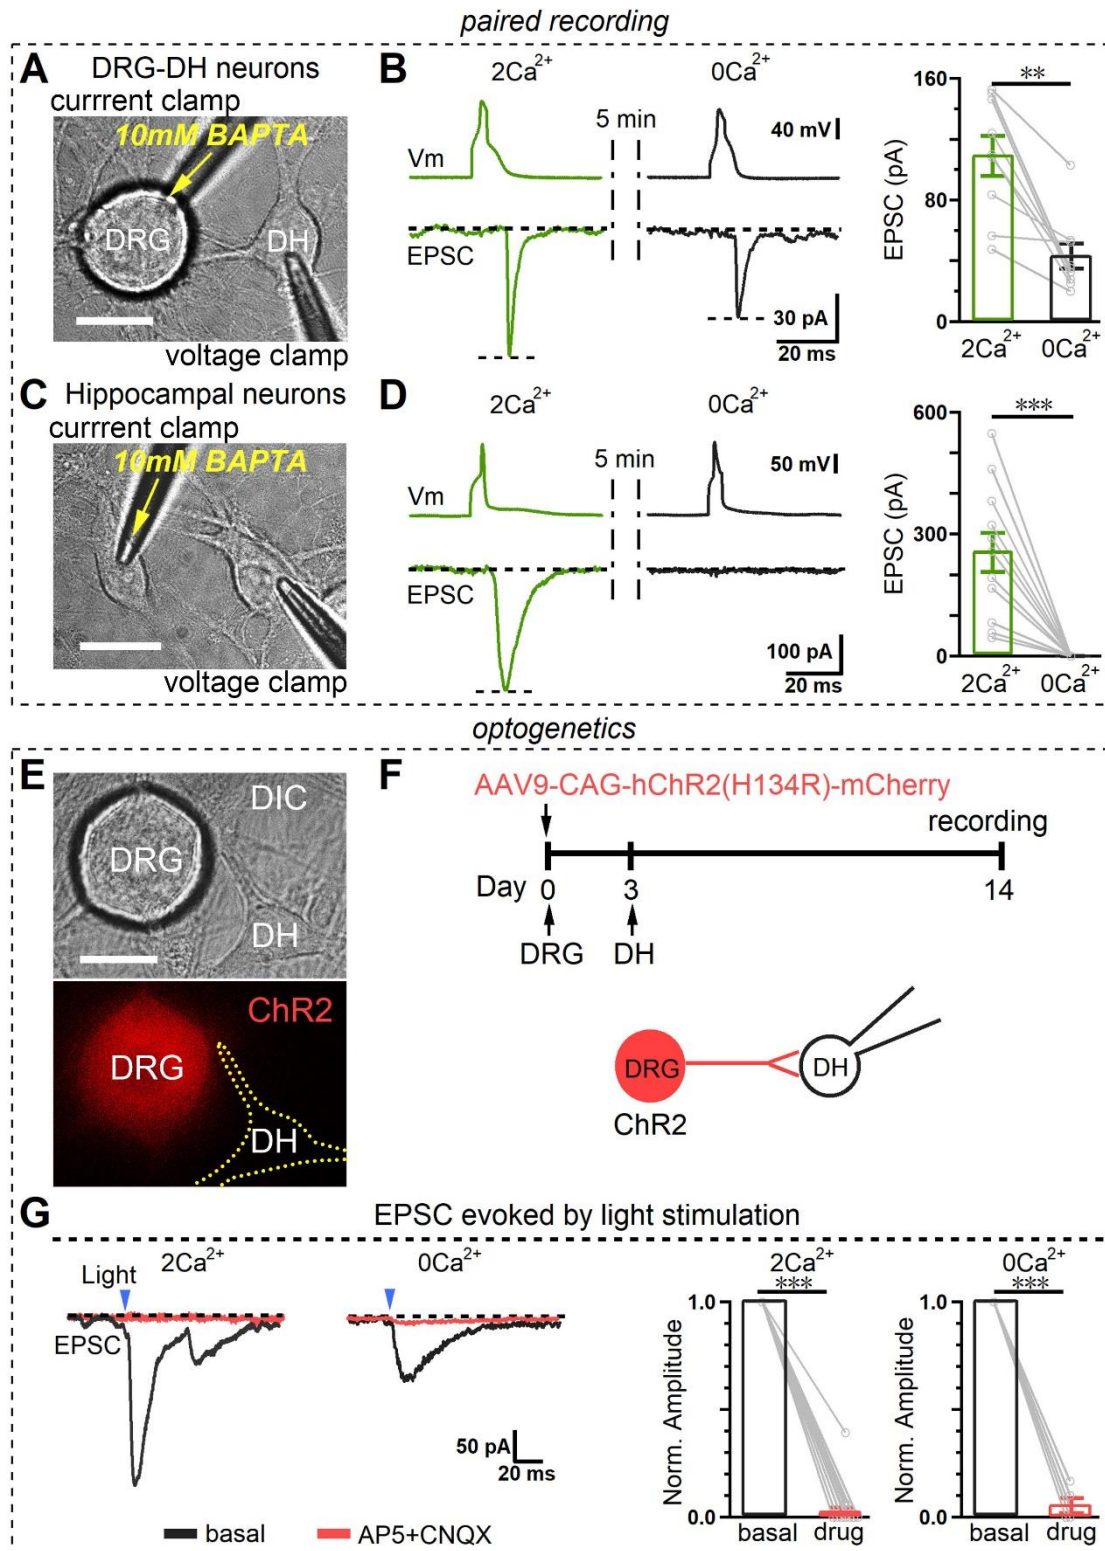 paired recording
A
DRG-DH neurons
currrent clamp
10mM BAPTA
DRG
DH
voltage clamp
B
2Ca²⁺
0Ca²⁺
5 min
40 mV
Vm
EPSC
30 pA
20 ms
**
160
80
0
EPSC (pA)
2Ca²⁺
0Ca²⁺
C
Hippocampal neurons
currrent clamp
10mM BAPTA
voltage clamp
D
2Ca²⁺
0Ca²⁺
5 min
50 mV
Vm
EPSC
100 pA
20 ms
***
600
300
0
EPSC (pA)
2Ca²⁺
0Ca²⁺
optogenetics
E
DIC
DRG
DH
ChR2
DRG
DH
F
AAV9-CAG-hChR2(H134R)-mCherry
recording
Day
0
3
14
DRG
DH
DRG
DH
ChR2
G
EPSC evoked by light stimulation
2Ca²⁺
0Ca²⁺
Light
EPSC
50 pA
20 ms
basal
AP5+CNQX
2Ca²⁺
***
1.0
0.0
Norm. Amplitude
basal
drug
0Ca²⁺
***
1.0
0.0
Norm. Amplitude
basal
drug